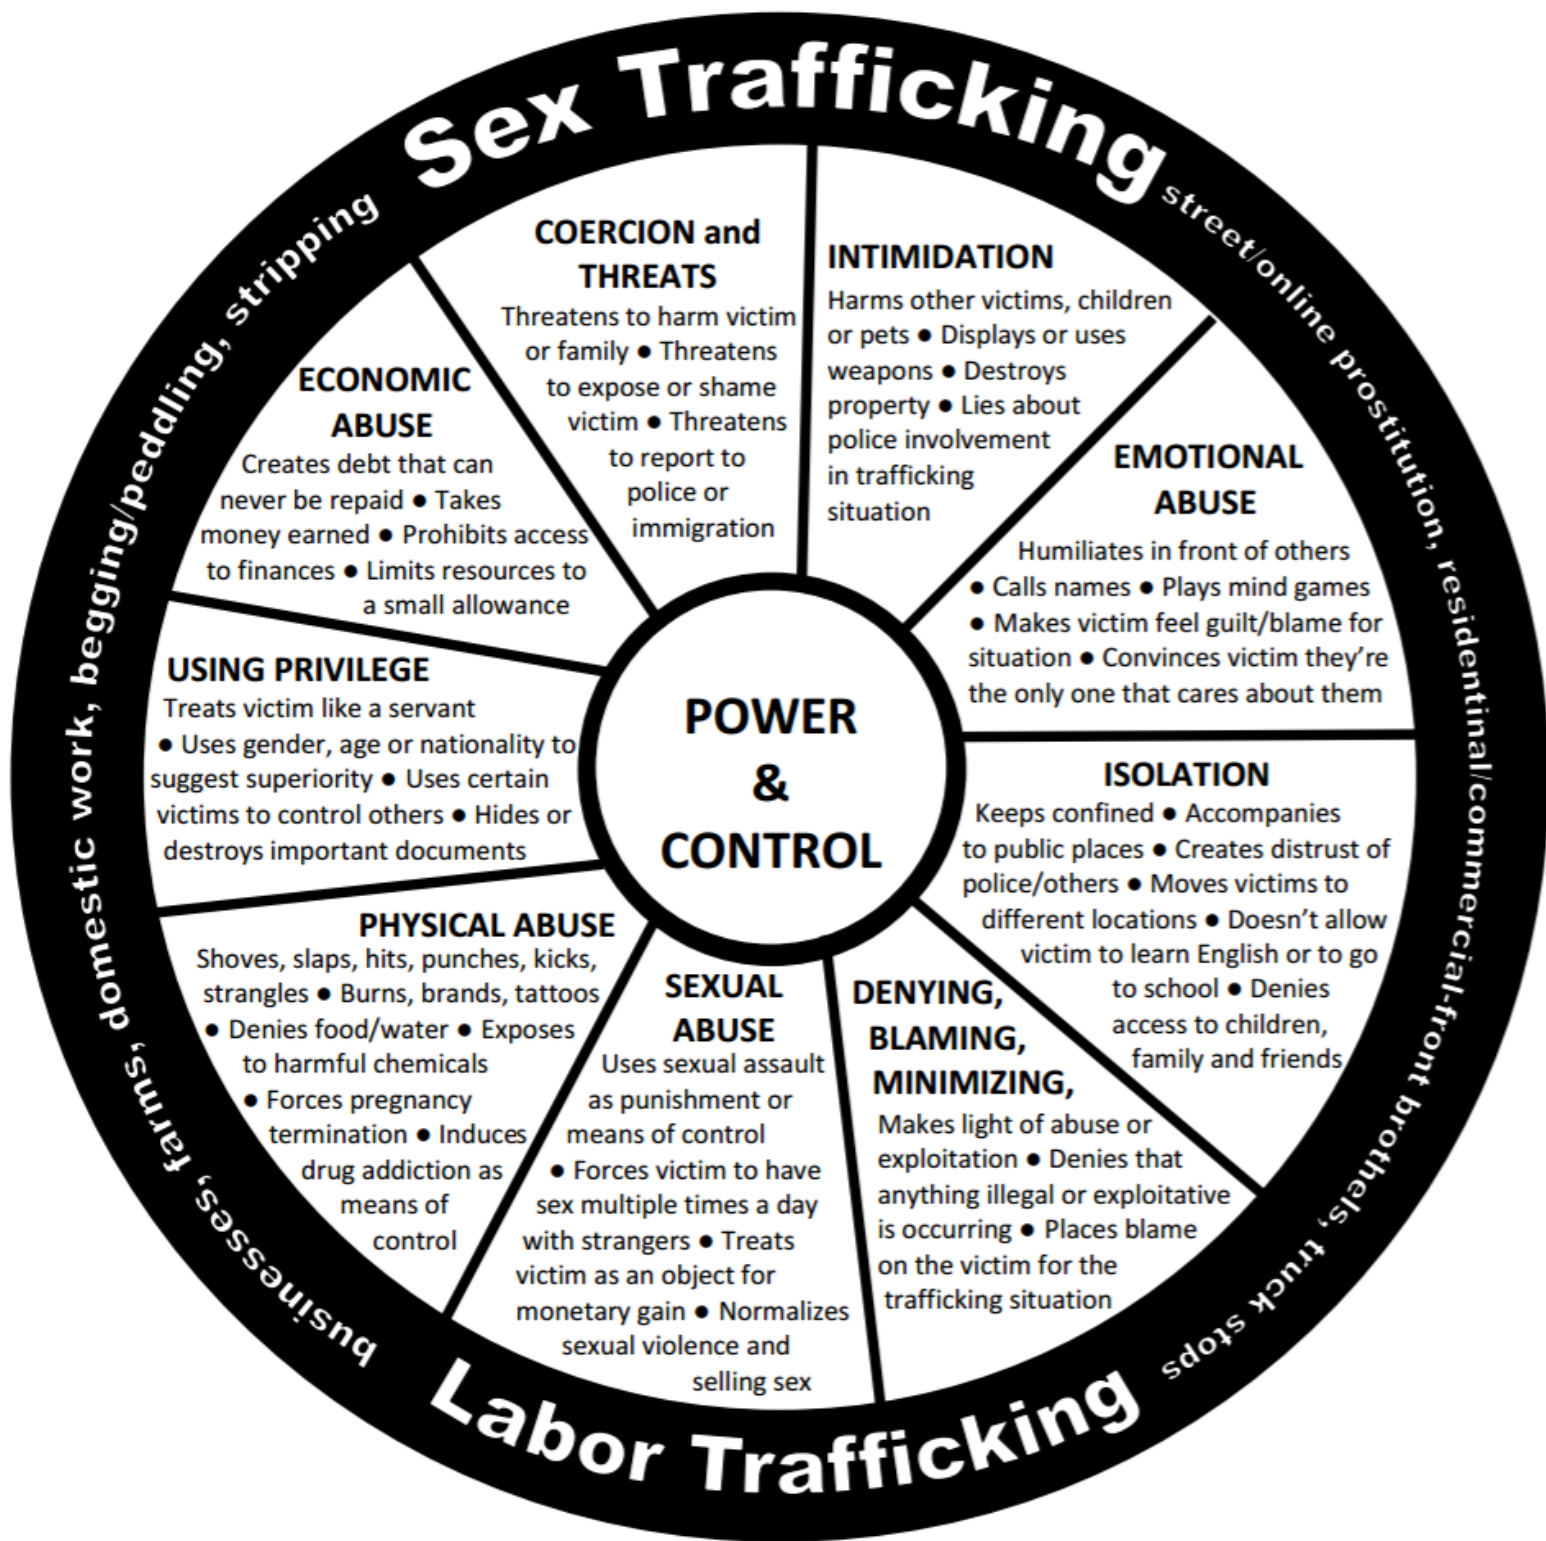 Sex Trafficking
street/online prostitution, residentinal/commercial-front brothels, truck stops
Labor Trafficking
businesses, farms, domestic work, begging/peddling, stripping
POWER
&
CONTROL
COERCION and
THREATS
Threatens to harm victim
or family ● Threatens
to expose or shame
victim ● Threatens
to report to
police or
immigration
INTIMIDATION
Harms other victims, children
or pets ● Displays or uses
weapons ● Destroys
property ● Lies about
police involvement
in trafficking
situation
EMOTIONAL
ABUSE
Humiliates in front of others
● Calls names ● Plays mind games
● Makes victim feel guilt/blame for
situation ● Convinces victim they’re
the only one that cares about them
ISOLATION
Keeps confined ● Accompanies
to public places ● Creates distrust of
police/others ● Moves victims to
different locations ● Doesn’t allow
victim to learn English or to go
to school ● Denies
access to children,
family and friends
DENYING,
BLAMING,
MINIMIZING,
Makes light of abuse or
exploitation ● Denies that
anything illegal or exploitative
is occurring ● Places blame
on the victim for the
trafficking situation
SEXUAL
ABUSE
Uses sexual assault
as punishment or
means of control
● Forces victim to have
sex multiple times a day
with strangers ● Treats
victim as an object for
monetary gain ● Normalizes
sexual violence and
selling sex
PHYSICAL ABUSE
Shoves, slaps, hits, punches, kicks,
strangles ● Burns, brands, tattoos
● Denies food/water ● Exposes
to harmful chemicals
● Forces pregnancy
termination ● Induces
drug addiction as
means of
control
USING PRIVILEGE
Treats victim like a servant
● Uses gender, age or nationality to
suggest superiority ● Uses certain
victims to control others ● Hides or
destroys important documents
ECONOMIC
ABUSE
Creates debt that can
never be repaid ● Takes
money earned ● Prohibits access
to finances ● Limits resources to
a small allowance